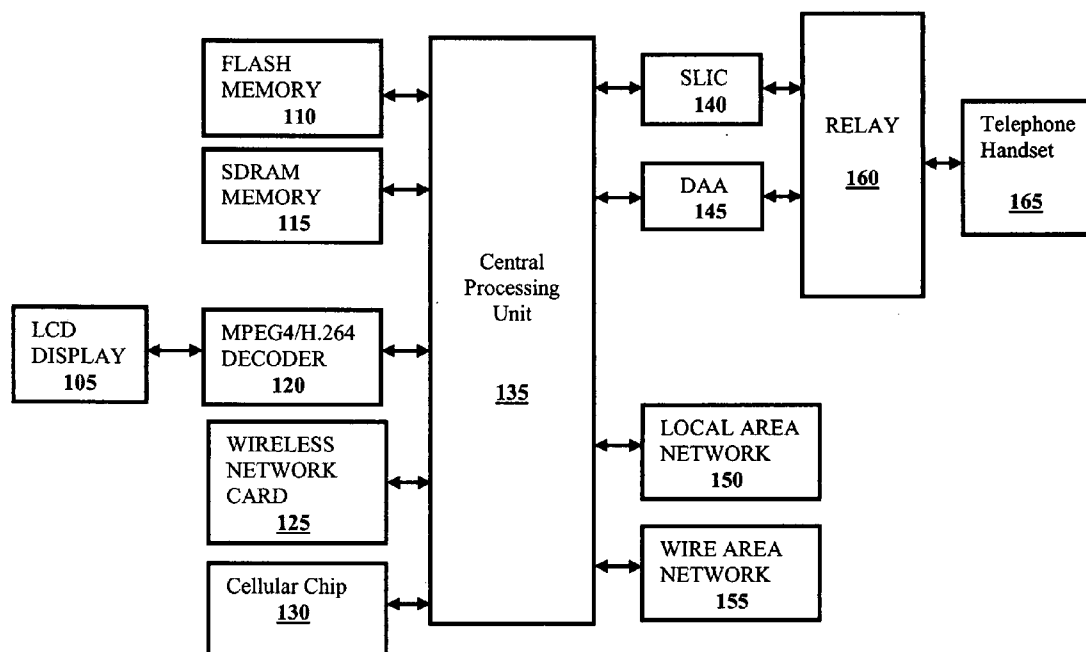 FLASH
MEMORY
110
SDRAM
MEMORY
115
LCD
DISPLAY
105
MPEG4/H.264
DECODER
120
WIRELESS
NETWORK
CARD
125
Cellular Chip
130
Central
Processing
Unit
135
SLIC
140
DAA
145
RELAY
160
Telephone
Handset
165
LOCAL AREA
NETWORK
150
WIRE AREA
NETWORK
155